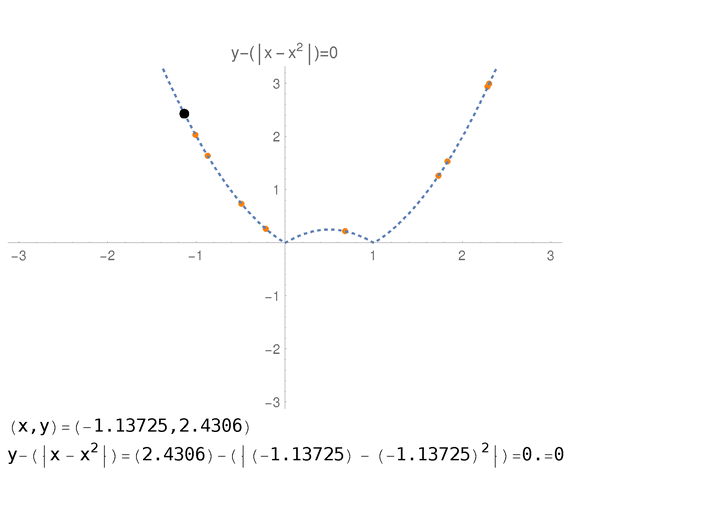 y−(|x − x²|)=0
3
2
1
−3 −2 −1 1 2 3
−1
−2
−3
(x,y)=(−1.13725,2.4306)
y−(|x − x²|)=(2.4306)−(|(−1.13725) − (−1.13725)²|)=0.=0